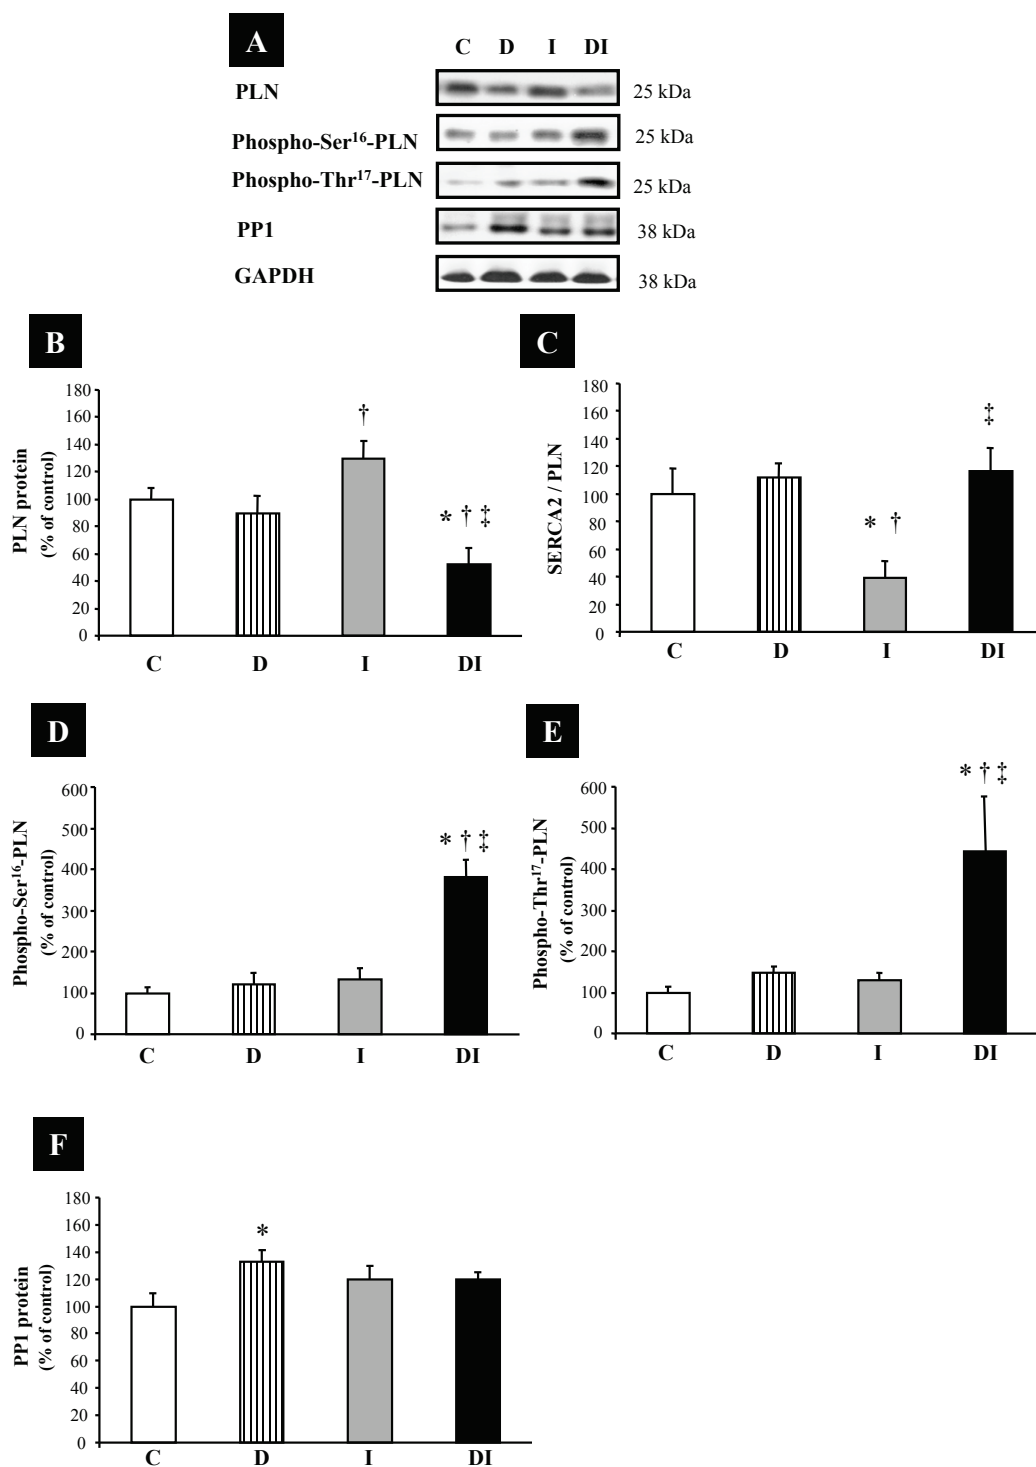 A
C D I DI
PLN 25 kDa
Phospho-Ser16-PLN 25 kDa
Phospho-Thr17-PLN 25 kDa
PP1 38 kDa
GAPDH 38 kDa
B
PLN protein
(% of control)
180
160
140
120
100
80
60
40
20
0
†
* † ‡
C D I DI
C
SERCA2 / PLN
180
160
140
120
100
80
60
40
20
0
* †
‡
C D I DI
D
Phospho-Ser16-PLN
(% of control)
600
500
400
300
200
100
0
* † ‡
C D I DI
E
Phospho-Thr17-PLN
(% of control)
600
500
400
300
200
100
0
* † ‡
C D I DI
F
PP1 protein
(% of control)
180
160
140
120
100
80
60
40
20
0
*
C D I DI